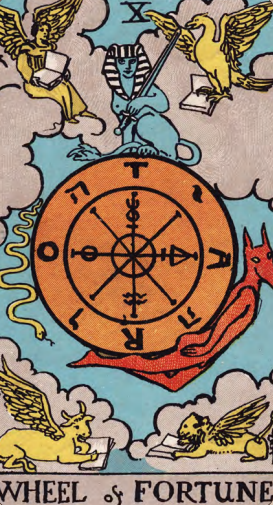 X
ה T י
O A
ו R ה
WHEEL of FORTUNE